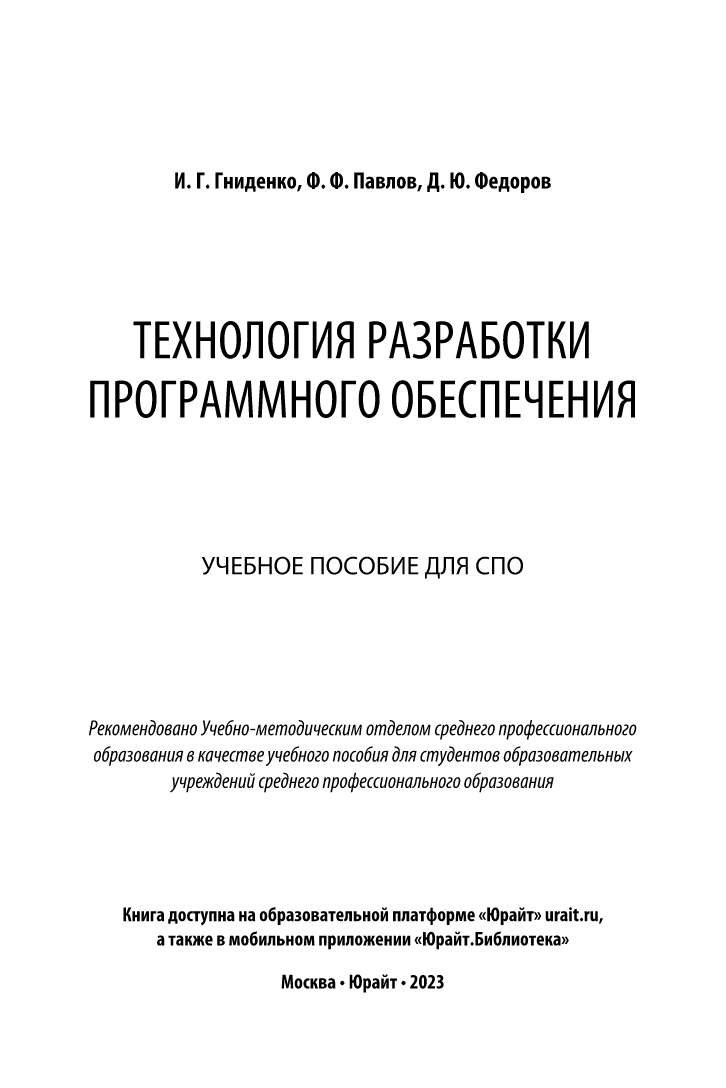 И. Г. Гниденко, Ф. Ф. Павлов, Д. Ю. Федоров
ТЕХНОЛОГИЯ РАЗРАБОТКИ
ПРОГРАММНОГО ОБЕСПЕЧЕНИЯ
УЧЕБНОЕ ПОСОБИЕ ДЛЯ СПО
Рекомендовано Учебно-методическим отделом среднего профессионального
образования в качестве учебного пособия для студентов образовательных
учреждений среднего профессионального образования
Книга доступна на образовательной платформе «Юрайт» urait.ru,
а также в мобильном приложении «Юрайт.Библиотека»
Москва • Юрайт • 2023